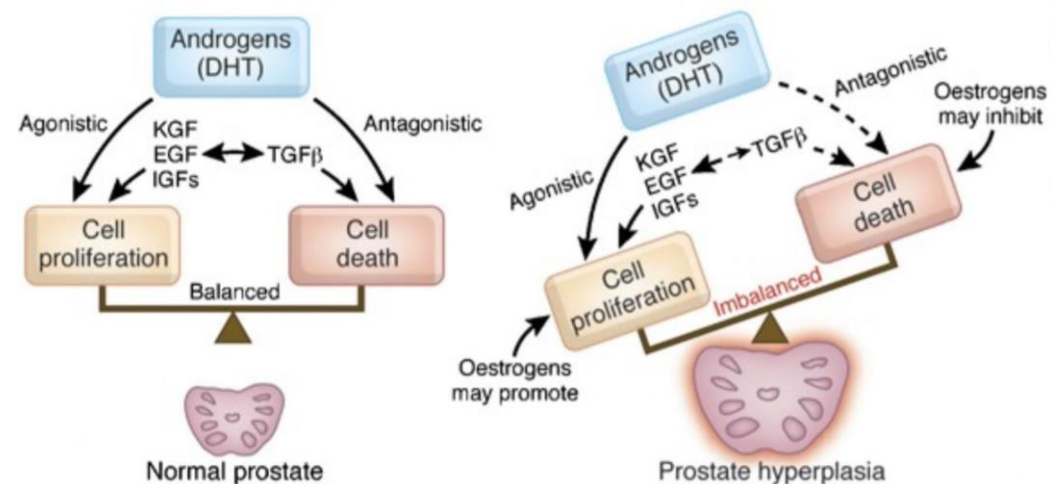 Androgens
(DHT)
Agonistic
Antagonistic
KGF
EGF
IGFs
TGFβ
Cell
proliferation
Cell
death
Balanced
Normal prostate
Androgens
(DHT)
Antagonistic
Oestrogens
may inhibit
Agonistic
KGF
EGF
IGFs
TGFβ
Cell
death
Cell
proliferation
Imbalanced
Oestrogens
may promote
Prostate hyperplasia